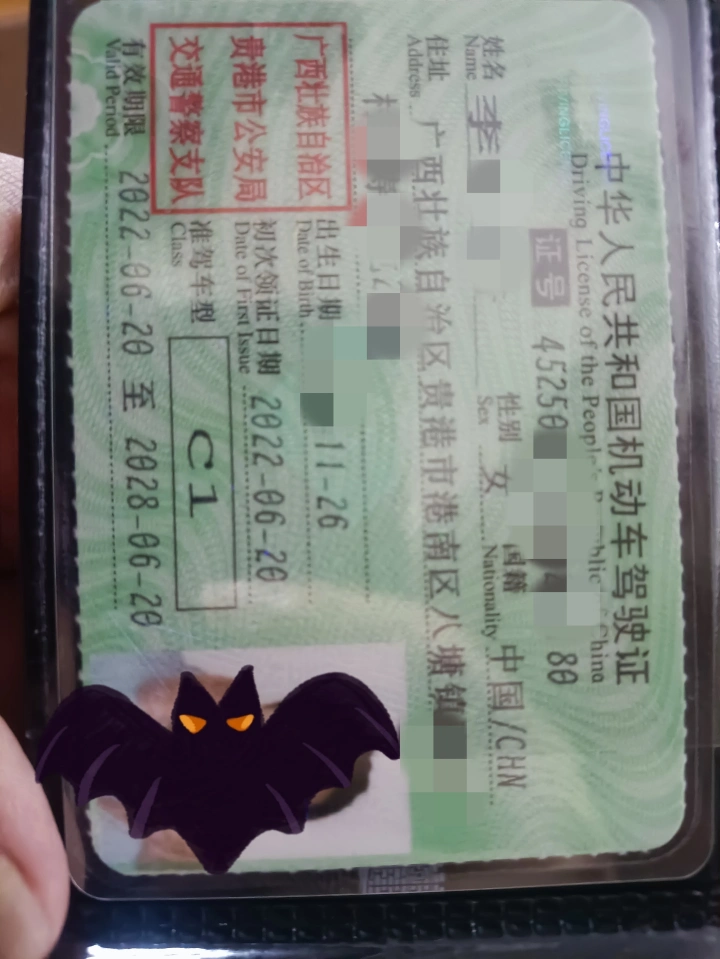 中华人民共和国机动车驾驶证
Driving License of the People's Republic of China
证号 45250 80
姓名 李
Name
性别 女 国籍 中国/CHN
Sex Nationality
住址 广西壮族自治区贵港市港南区八塘镇
Address
出生日期 11-26
Date of Birth
初次领证日期 2022-06-20
Date of First Issue
准驾车型 C1
Class
广西壮族自治区
贵港市公安局
交通警察支队
有效期限 2022-06-20 至 2028-06-20
Valid Period